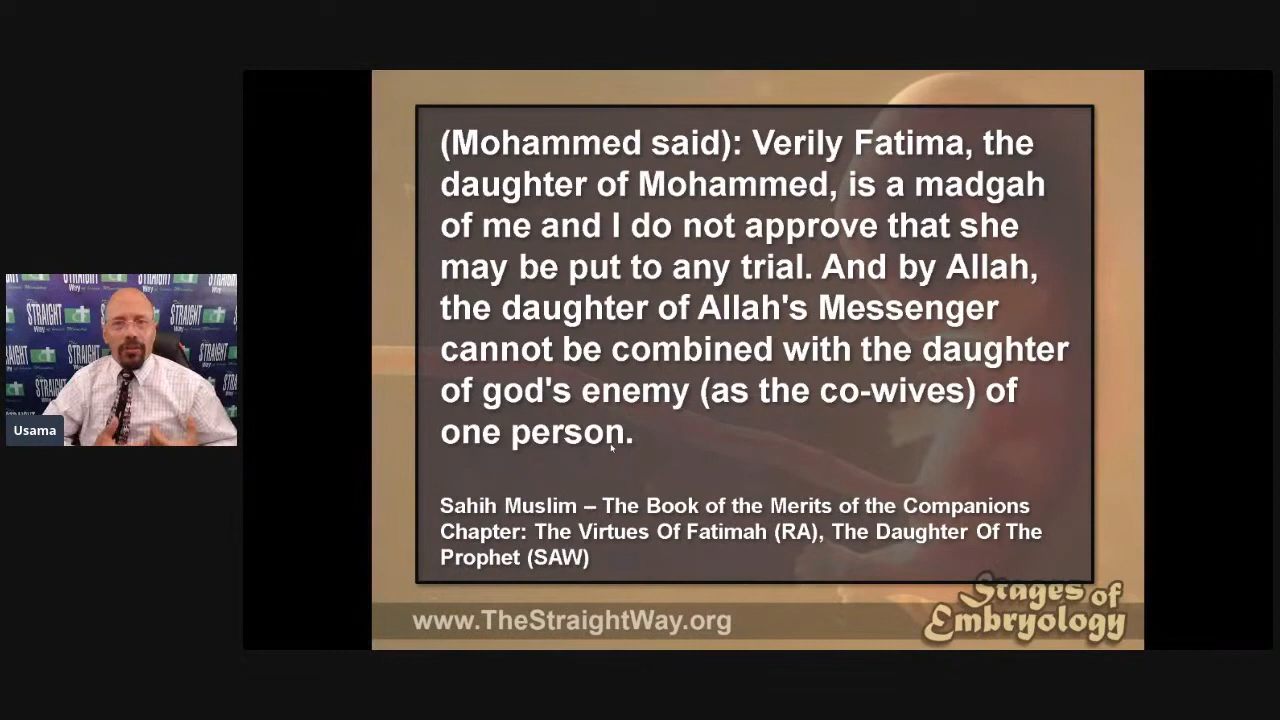 (Mohammed said): Verily Fatima, the
daughter of Mohammed, is a madgah
of me and I do not approve that she
may be put to any trial. And by Allah,
the daughter of Allah's Messenger
cannot be combined with the daughter
of god's enemy (as the co-wives) of
one person.
Sahih Muslim – The Book of the Merits of the Companions
Chapter: The Virtues Of Fatimah (RA), The Daughter Of The
Prophet (SAW)
www.TheStraightWay.org
Stages of
Embryology
STRAIGHT
Way
Usama